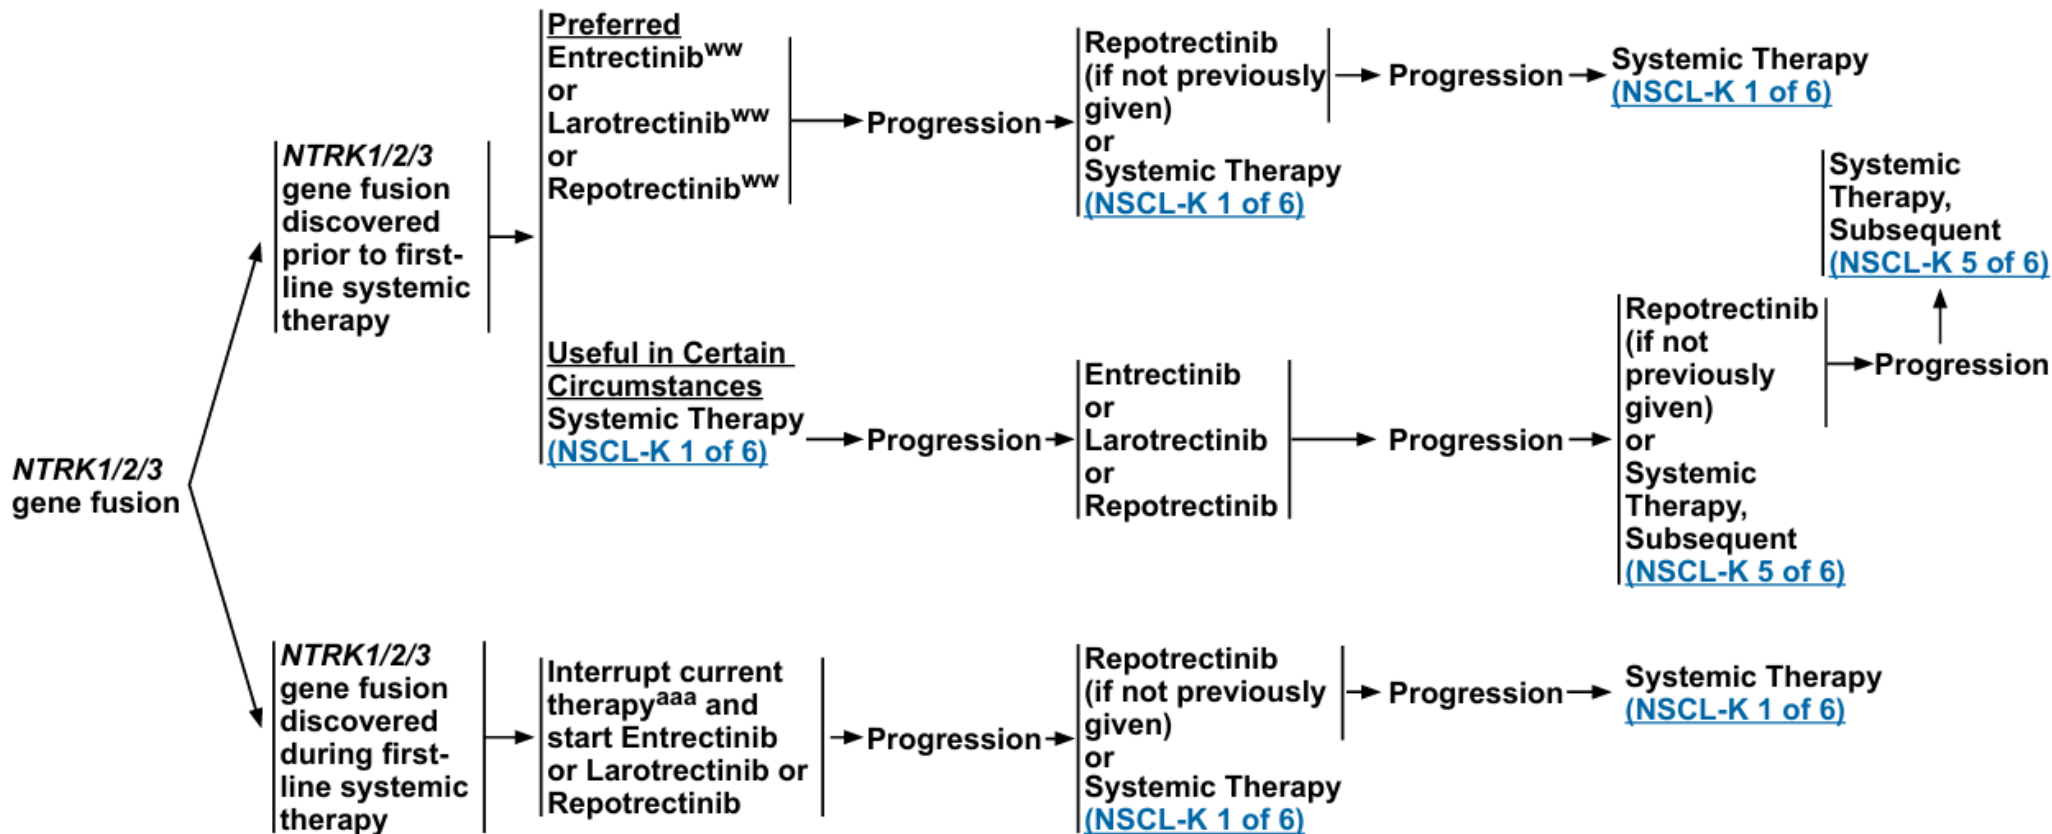 NTRK1/2/3
gene fusion
NTRK1/2/3
gene fusion
discovered
prior to first-
line systemic
therapy
Preferred
Entrectinibww
or
Larotrectinibww
or
Repotrectinibww
Progression
Repotrectinib
(if not previously
given)
or
Systemic Therapy
(NSCL-K 1 of 6)
Progression
Systemic Therapy
(NSCL-K 1 of 6)
Useful in Certain
Circumstances
Systemic Therapy
(NSCL-K 1 of 6)
Progression
Entrectinib
or
Larotrectinib
or
Repotrectinib
Progression
Repotrectinib
(if not
previously
given)
or
Systemic
Therapy,
Subsequent
(NSCL-K 5 of 6)
Progression
Systemic
Therapy,
Subsequent
(NSCL-K 5 of 6)
NTRK1/2/3
gene fusion
discovered
during first-
line systemic
therapy
Interrupt current
therapyaaa and
start Entrectinib
or Larotrectinib or
Repotrectinib
Progression
Repotrectinib
(if not previously
given)
or
Systemic Therapy
(NSCL-K 1 of 6)
Progression
Systemic Therapy
(NSCL-K 1 of 6)